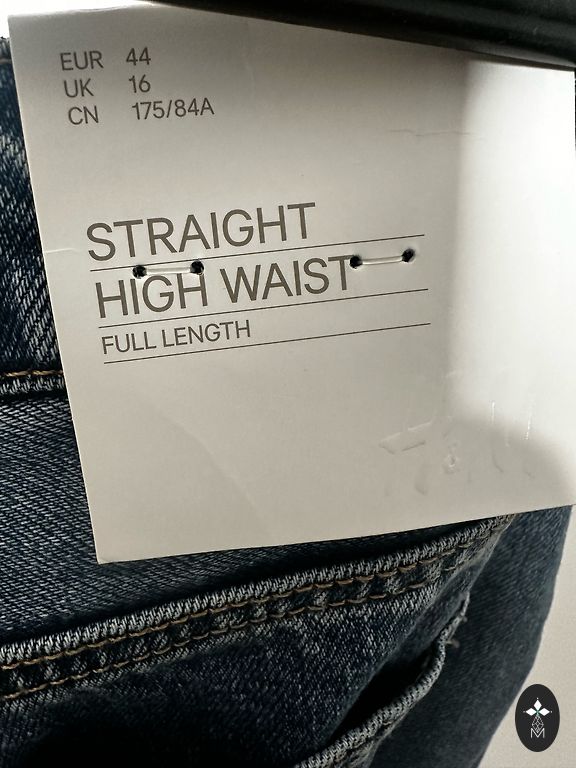 EUR 44
UK 16
CN 175/84A
STRAIGHT
HIGH WAIST
FULL LENGTH
M